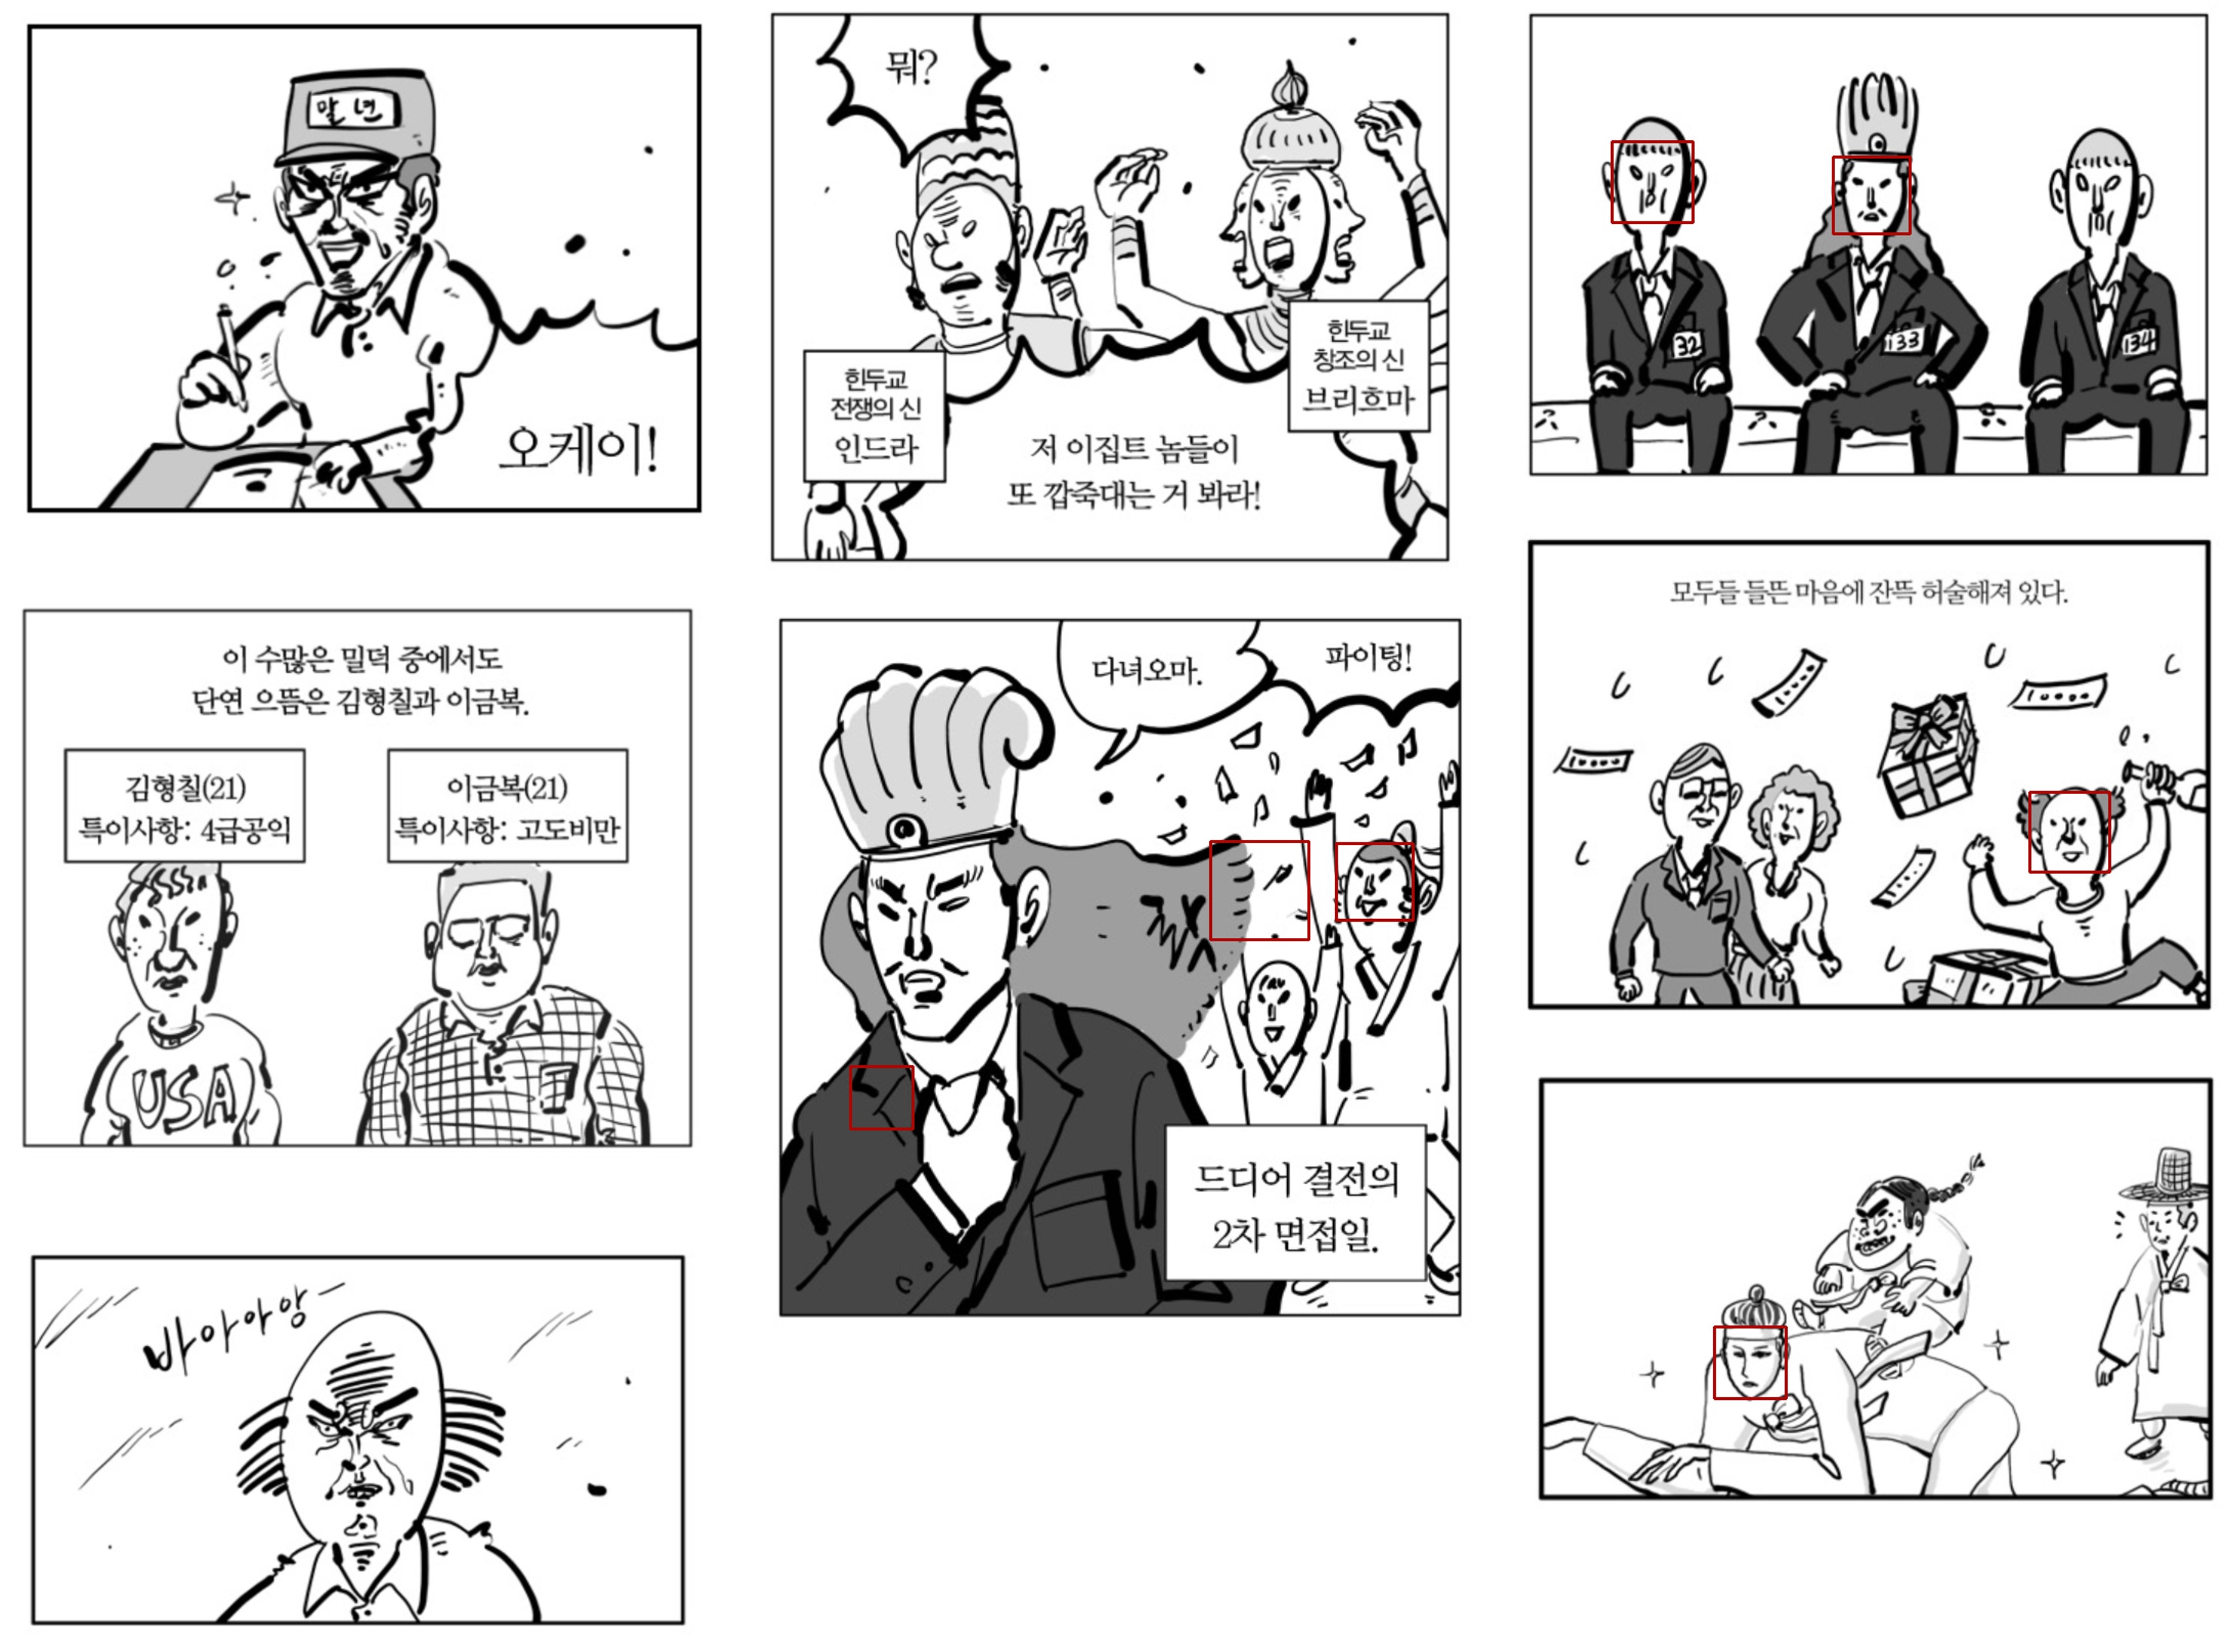 말년
오케이!
뭐?
힌두교
전쟁의 신
인드라
힌두교
창조의 신
브리흐마
저 이집트 놈들이
또 깝죽대는 거 봐라!
32
133
134
이 수많은 밀덕 중에서도
단연 으뜸은 김형칠과 이금복.
김형칠(21)
특이사항: 4급공익
이금복(21)
특이사항: 고도비만
USA
다녀오마.
파이팅!
드디어 결전의
2차 면접일.
모두들 들뜬 마음에 잔뜩 허술해져 있다.
바아아앙